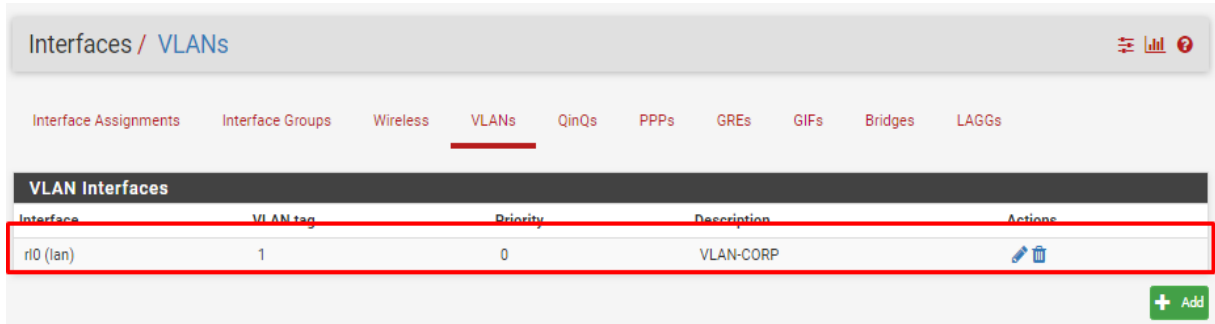 Interfaces / VLANs
Interface Assignments Interface Groups Wireless VLANs QinQs PPPs GREs GIFs Bridges LAGGs
VLAN Interfaces
Interface VLAN tag Priority Description Actions
rl0 (lan) 1 0 VLAN-CORP
+ Add